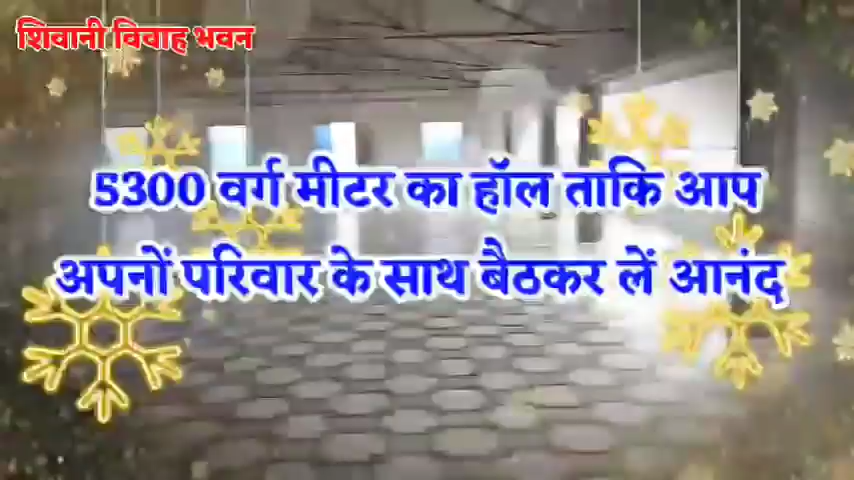 शिवानी विवाह भवन
5300 वर्ग मीटर का हॉल ताकि आप
अपनों परिवार के साथ बैठकर लें आनंद